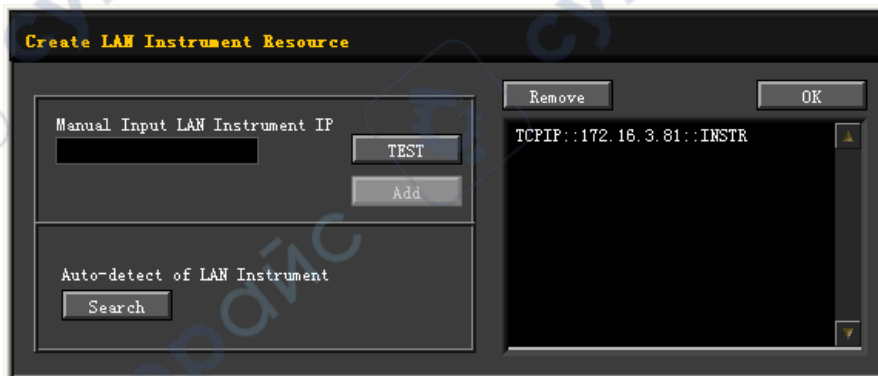 Create LAN Instrument Resource
Manual Input LAN Instrument IP
TEST
Add
Auto-detect of LAN Instrument
Search
Remove
OK
TCPIP::172.16.3.81::INSTR